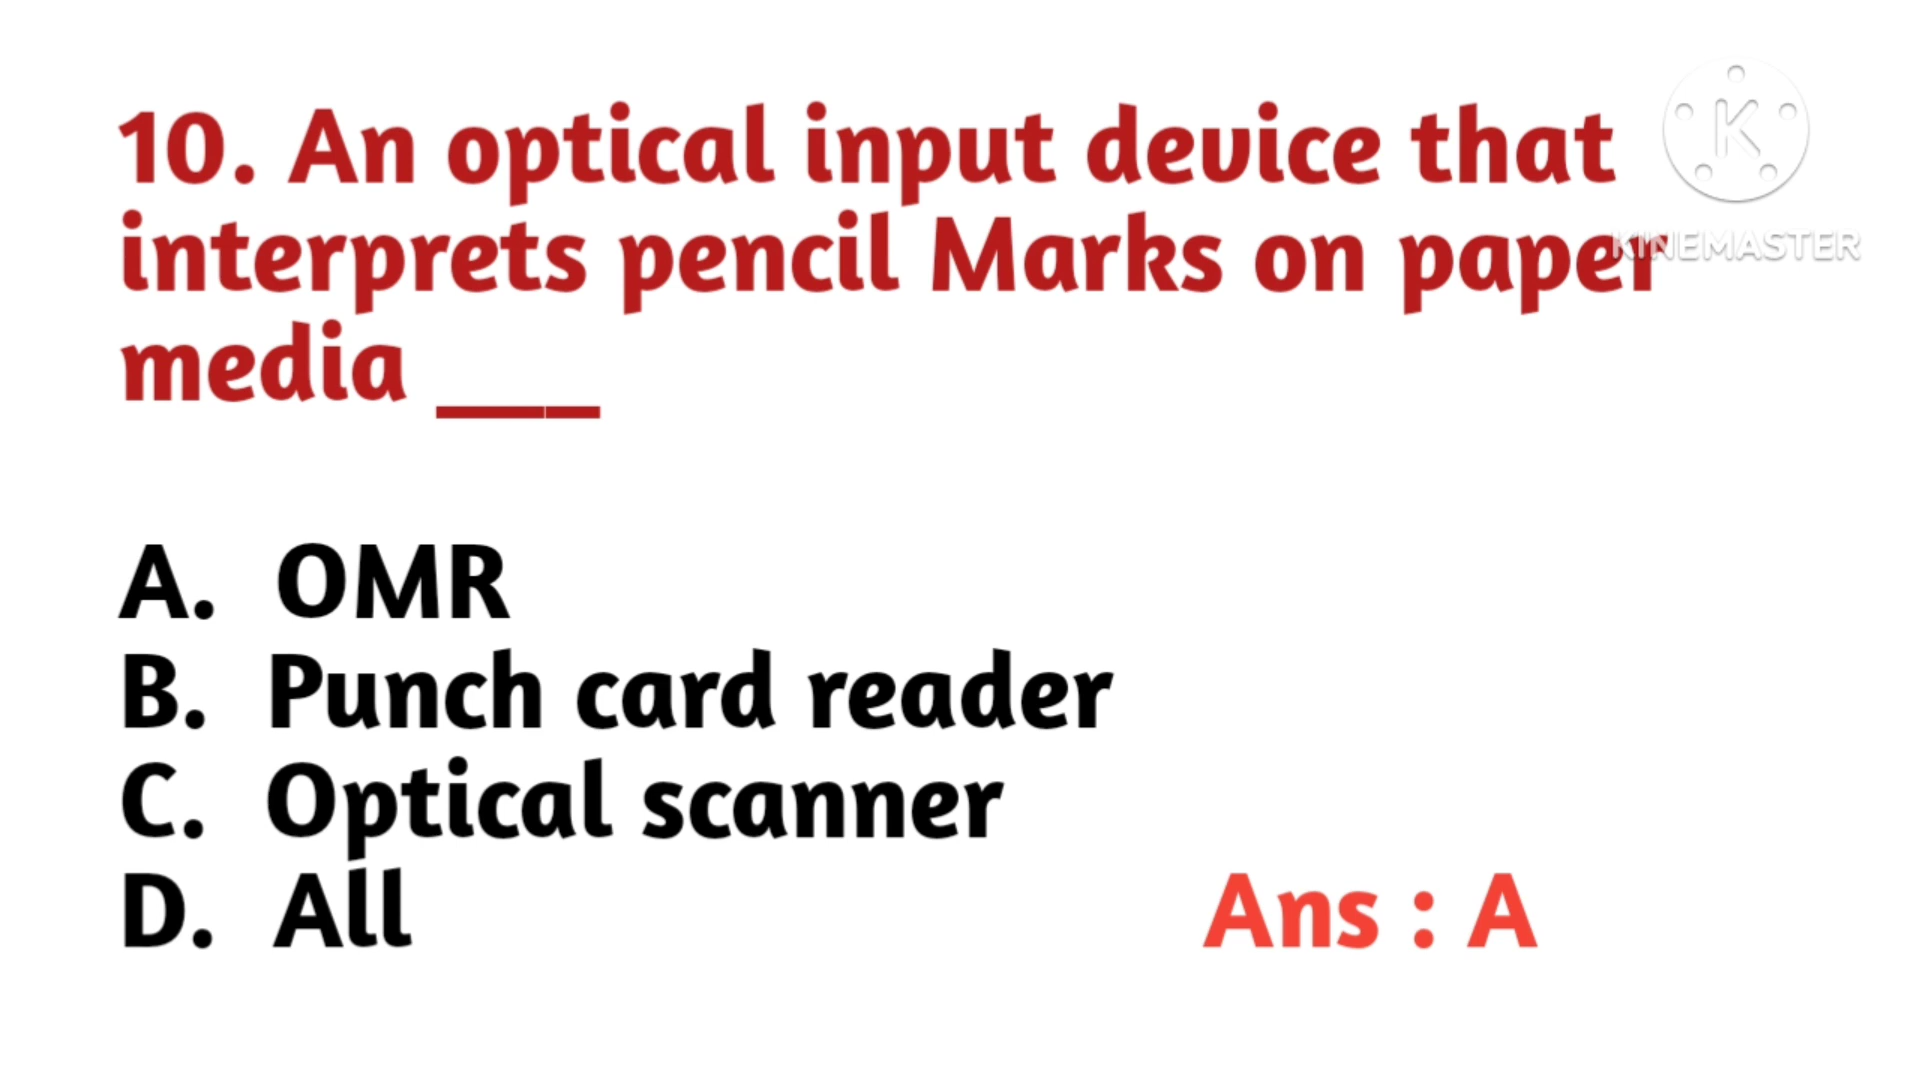 10. An optical input device that
interprets pencil Marks on paper
media ___
K
KINEMASTER
A. OMR
B. Punch card reader
C. Optical scanner
D. All
Ans : A